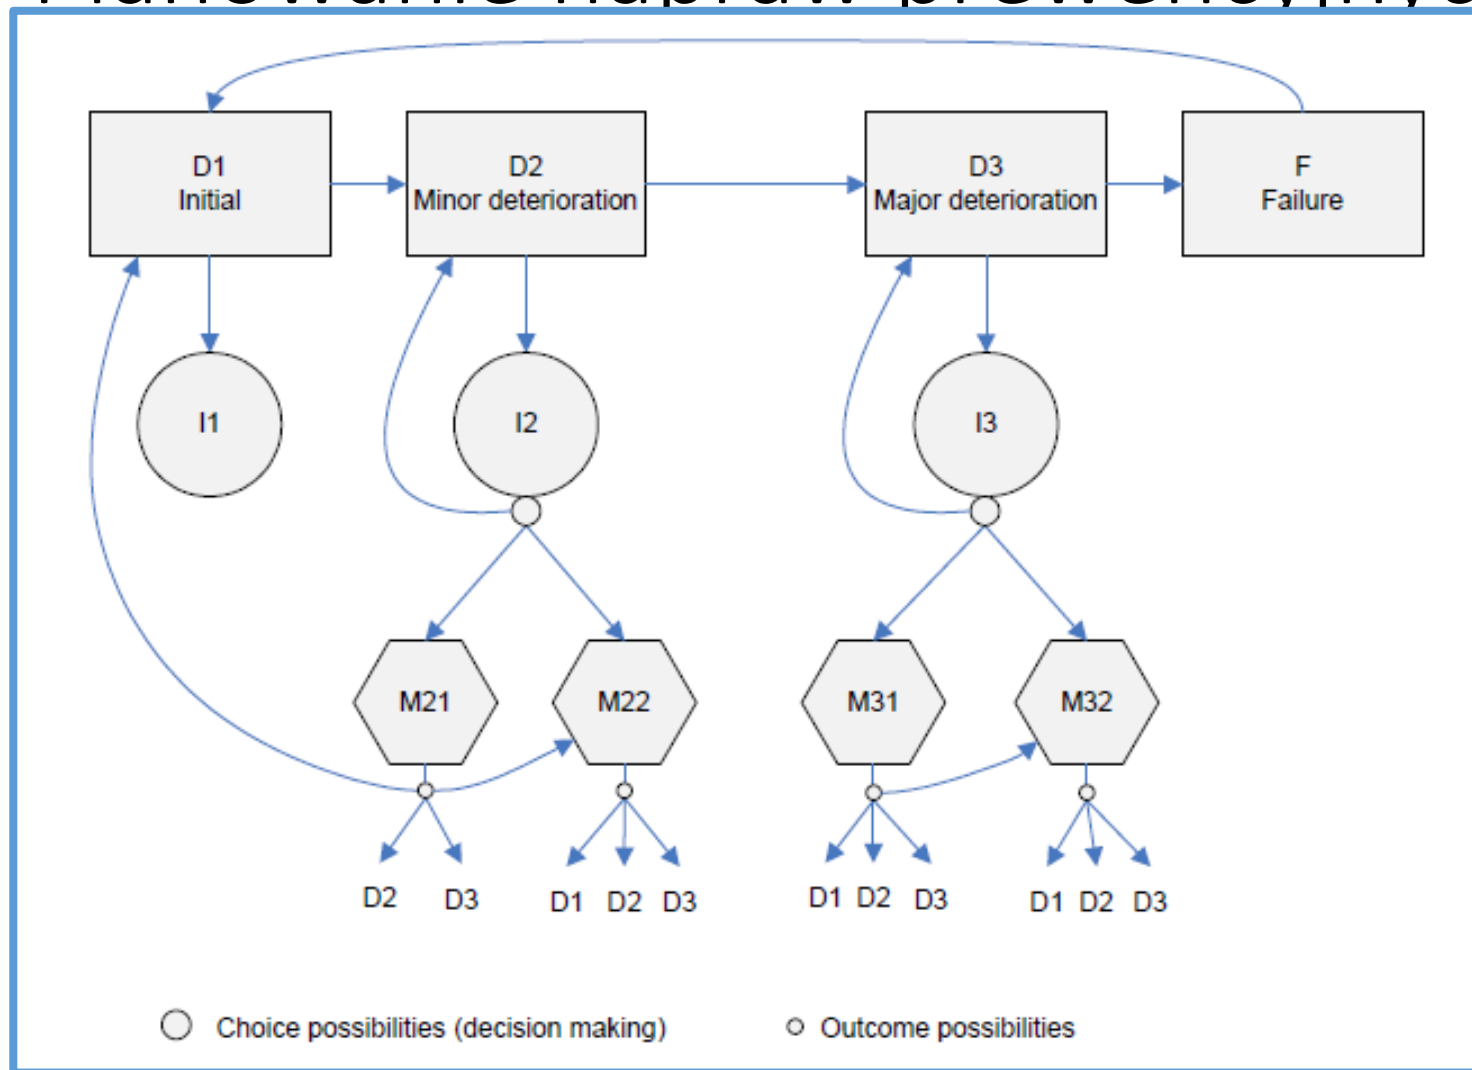 D1
Initial
D2
Minor deterioration
D3
Major deterioration
F
Failure
I1
I2
I3
M21
M22
M31
M32
D2 D3 D1 D2 D3 D1 D2 D3 D1 D2 D3
Choice possibilities (decision making) Outcome possibilities